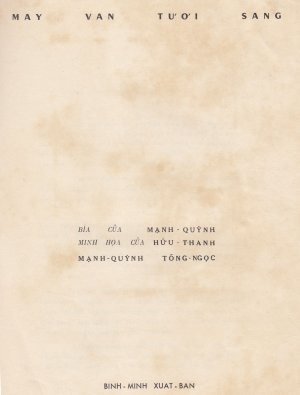 MAY VAN TƯƠI SANG
BÌA CỦA MẠNH-QUỲNH
MINH HỌA CỦA HỮU-THANH
MẠNH-QUỲNH TỐNG-NGỌC
BINH-MINH XUAT-BAN